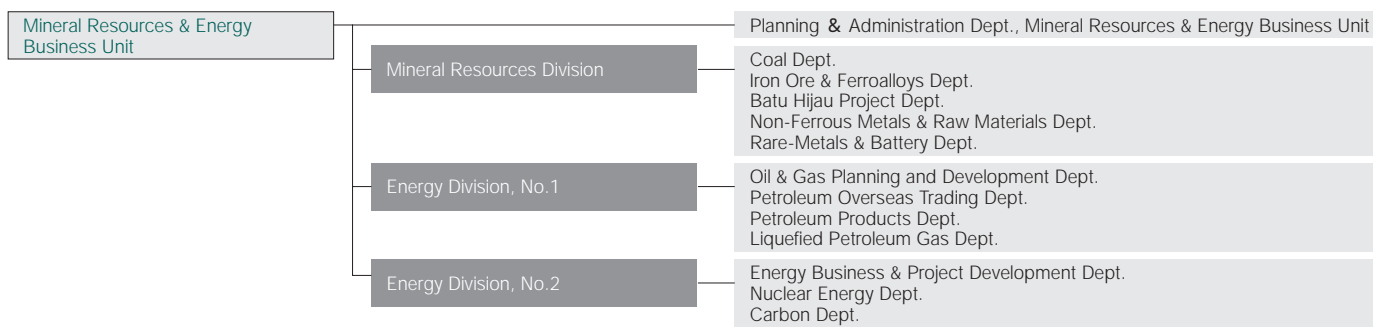 Mineral Resources & Energy
Business Unit
Planning & Administration Dept., Mineral Resources & Energy Business Unit
Mineral Resources Division
Coal Dept.
Iron Ore & Ferroalloys Dept.
Batu Hijau Project Dept.
Non-Ferrous Metals & Raw Materials Dept.
Rare-Metals & Battery Dept.
Energy Division, No.1
Oil & Gas Planning and Development Dept.
Petroleum Overseas Trading Dept.
Petroleum Products Dept.
Liquefied Petroleum Gas Dept.
Energy Division, No.2
Energy Business & Project Development Dept.
Nuclear Energy Dept.
Carbon Dept.